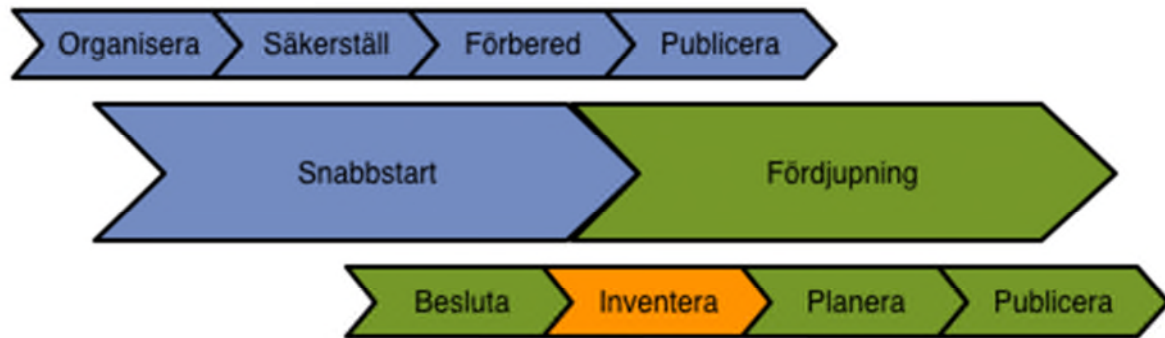 Organisera Säkerställ Förbered Publicera
Snabbstart Fördjupning
Besluta Inventera Planera Publicera